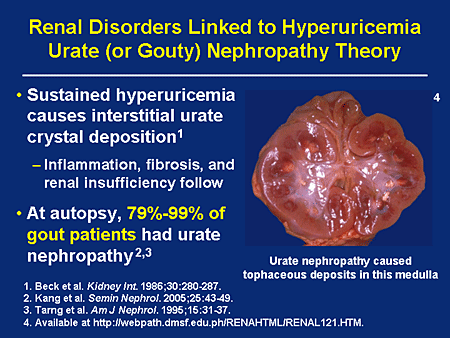 Renal Disorders Linked to Hyperuricemia
Urate (or Gouty) Nephropathy Theory
• Sustained hyperuricemia
causes interstitial urate
crystal deposition¹
– Inflammation, fibrosis, and
renal insufficiency follow
• At autopsy, 79%-99% of
gout patients had urate
nephropathy²,³
4
Urate nephropathy caused
tophaceous deposits in this medulla
1. Beck et al. Kidney Int. 1986;30:280-287.
2. Kang et al. Semin Nephrol. 2005;25:43-49.
3. Tarng et al. Am J Nephrol. 1995;15:31-37.
4. Available at http://webpath.dmsf.edu.ph/RENAHTML/RENAL121.HTM.